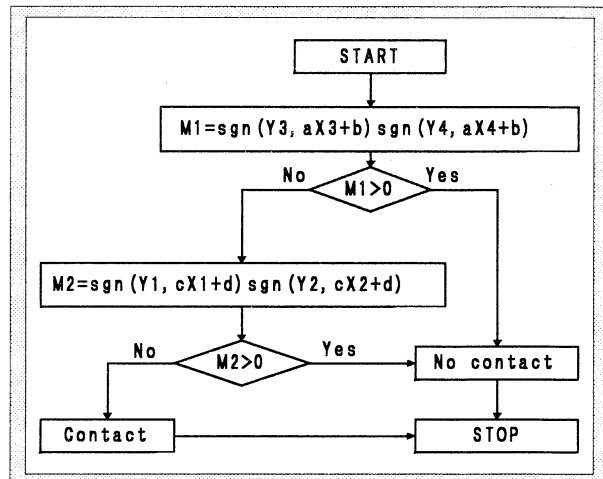 START
M1=sgn(Y3, aX3+b)sgn(Y4, aX4+b)
No
M1>0
Yes
M2=sgn(Y1, cX1+d)sgn(Y2, cX2+d)
No
M2>0
Yes
No contact
Contact
STOP